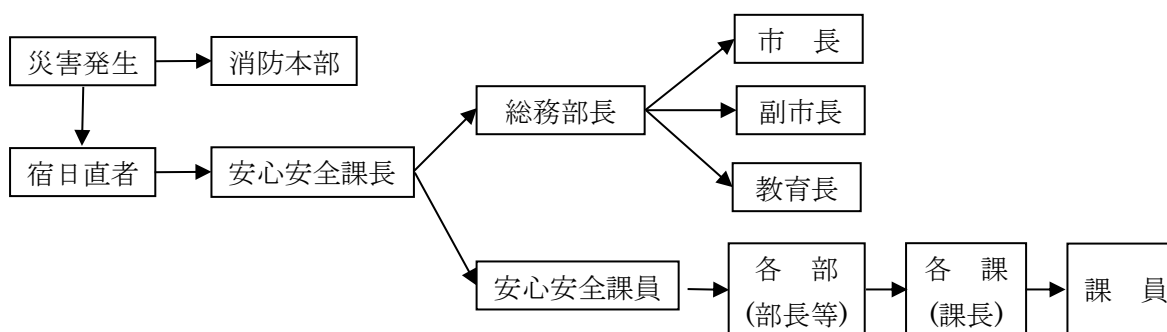 災害発生
消防本部
宿日直者
安心安全課長
総務部長
市　長
副市長
教育長
安心安全課員
各　部
(部長等)
各　課
(課長)
課　員